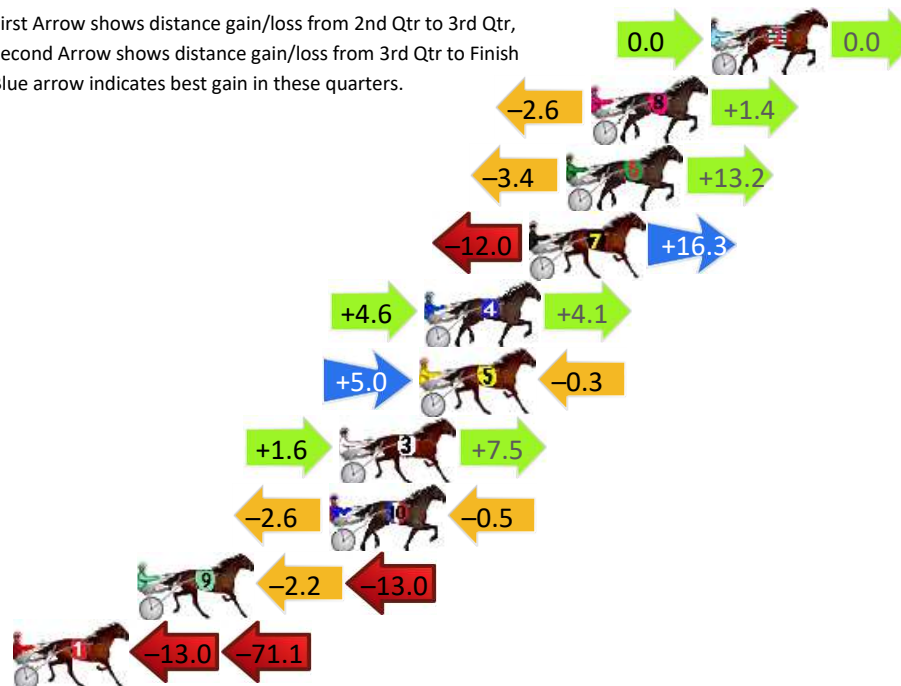 irst Arrow shows distance gain/loss from 2nd Qtr to 3rd Qtr,
econd Arrow shows distance gain/loss from 3rd Qtr to Finish
lue arrow indicates best gain in these quarters.
0.0 0.0
–2.6 8 +1.4
–3.4 6 +13.2
–12.0 7 +16.3
+4.6 4 +4.1
+5.0 5 –0.3
+1.6 3 +7.5
–2.6 10 –0.5
9 –2.2 –13.0
1 –13.0 –71.1